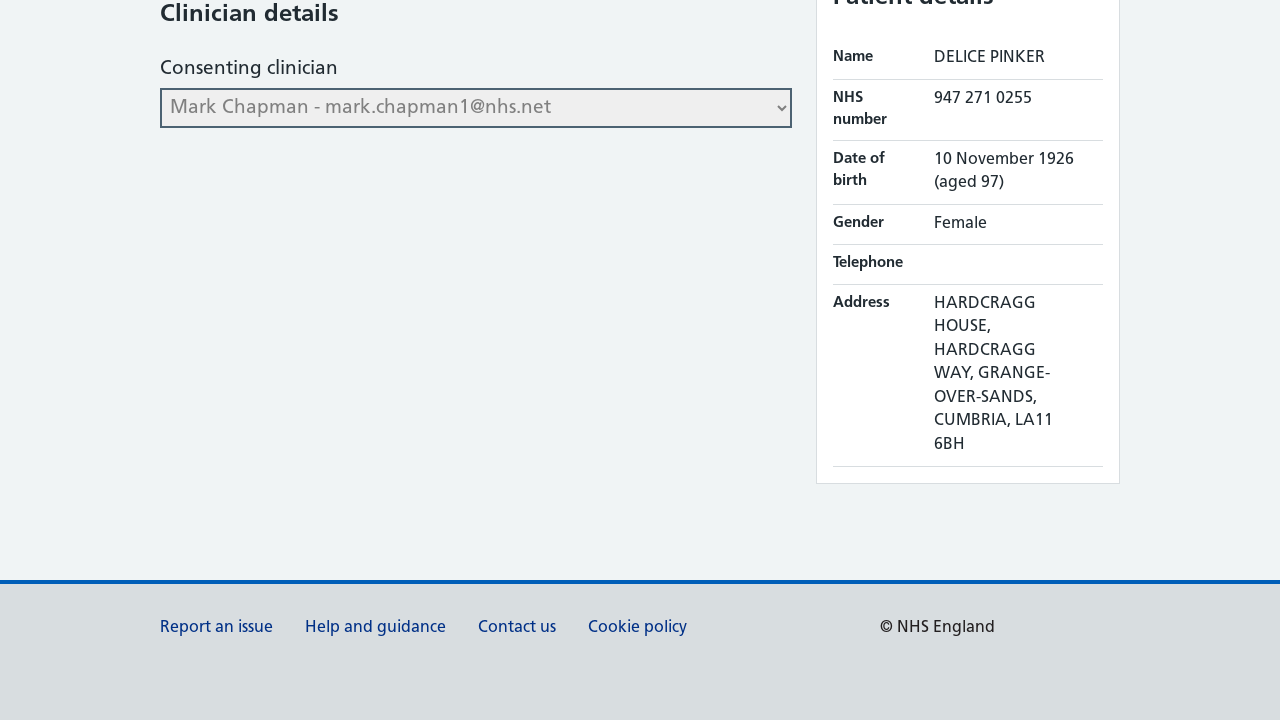 Clinician details
Consenting clinician
Mark Chapman - mark.chapman1@nhs.net
Patient details
Name DELICE PINKER
NHS 947 271 0255
number
Date of 10 November 1926
birth (aged 97)
Gender Female
Telephone
Address HARDCRAGG
HOUSE,
HARDCRAGG
WAY, GRANGE-
OVER-SANDS,
CUMBRIA, LA11
6BH
Report an issue Help and guidance Contact us Cookie policy © NHS England